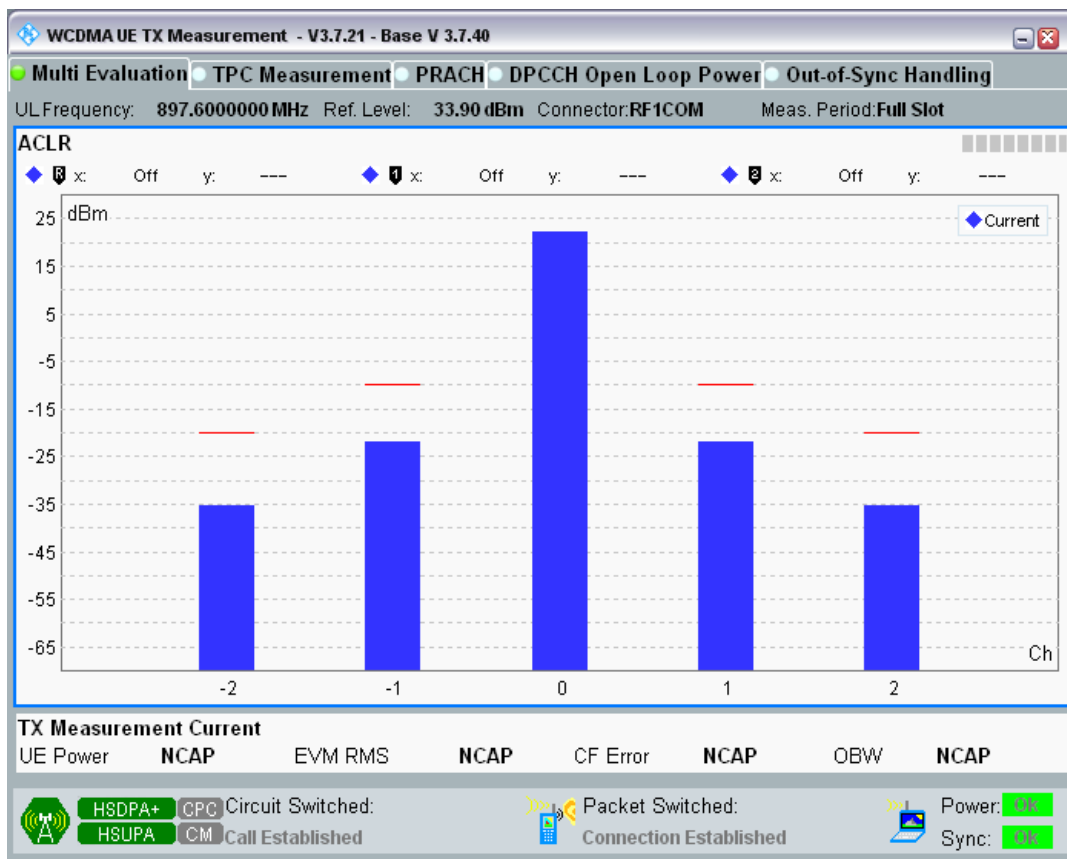 WCDMA UE TX Measurement - V3.7.21 - Base V 3.7.40
Multi Evaluation TPC Measurement PRACH DPCCH Open Loop Power Out-of-Sync Handling
UL Frequency: 897.6000000 MHz Ref. Level: 33.90 dBm Connector:RF1COM Meas. Period:Full Slot
ACLR
R x: Off y: --- 1 x: Off y: --- 2 x: Off y: ---
dBm
Current
25
15
5
-5
-15
-25
-35
-45
-55
-65
Ch
-2 -1 0 1 2
TX Measurement Current
UE Power NCAP EVM RMS NCAP CF Error NCAP OBW NCAP
HSDPA+ CPC Circuit Switched: Packet Switched: Power: OK
HSUPA CM Call Established Connection Established Sync: OK